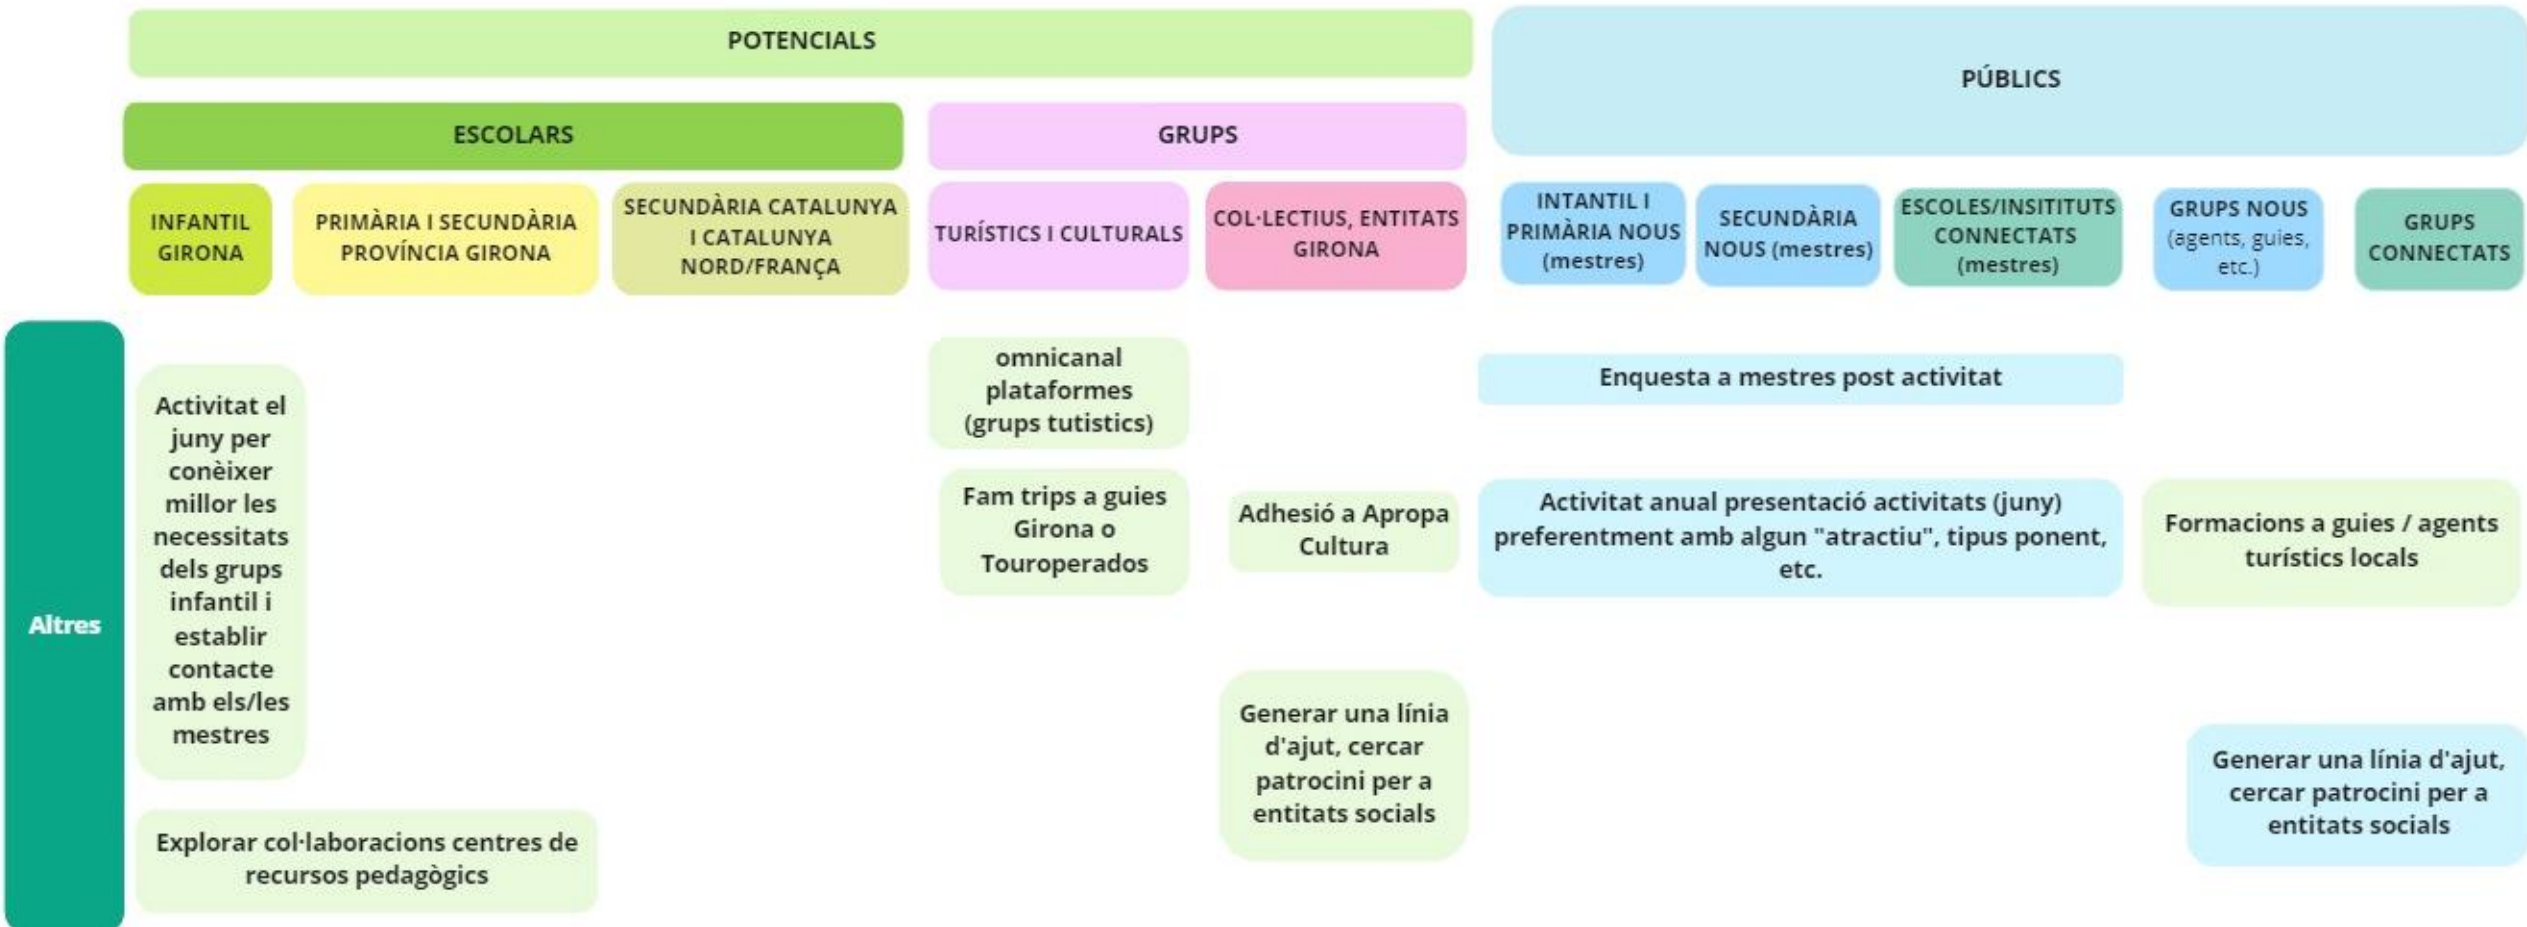 POTENCIALS
PÚBLICS
ESCOLARS
GRUPS
INFANTIL
GIRONA
PRIMÀRIA I SECUNDÀRIA
PROVÍNCIA GIRONA
SECUNDÀRIA CATALUNYA
I CATALUNYA
NORD/FRANÇA
TURÍSTICS I CULTURALS
COL·LECTIUS, ENTITATS
GIRONA
INTANTIL I
PRIMÀRIA NOUS
(mestres)
SECUNDÀRIA
NOUS (mestres)
ESCOLES/INSITITUTS
CONNECTATS
(mestres)
GRUPS NOUS
(agents, guies,
etc.)
GRUPS
CONNECTATS
Altres
Activitat el
juny per
conèixer
millor les
necessitats
dels grups
infantil i
establir
contacte
amb els/les
mestres
Explorar col·laboracions centres de
recursos pedagògics
omnicanal
plataformes
(grups tutistics)
Fam trips a guies
Girona o
Touroperados
Adhesió a Apropa
Cultura
Generar una línia
d'ajut, cercar
patrocini per a
entitats socials
Enquesta a mestres post activitat
Activitat anual presentació activitats (juny)
preferentment amb algun "atractiu", tipus ponent,
etc.
Formacions a guies / agents
turístics locals
Generar una línia d'ajut,
cercar patrocini per a
entitats socials